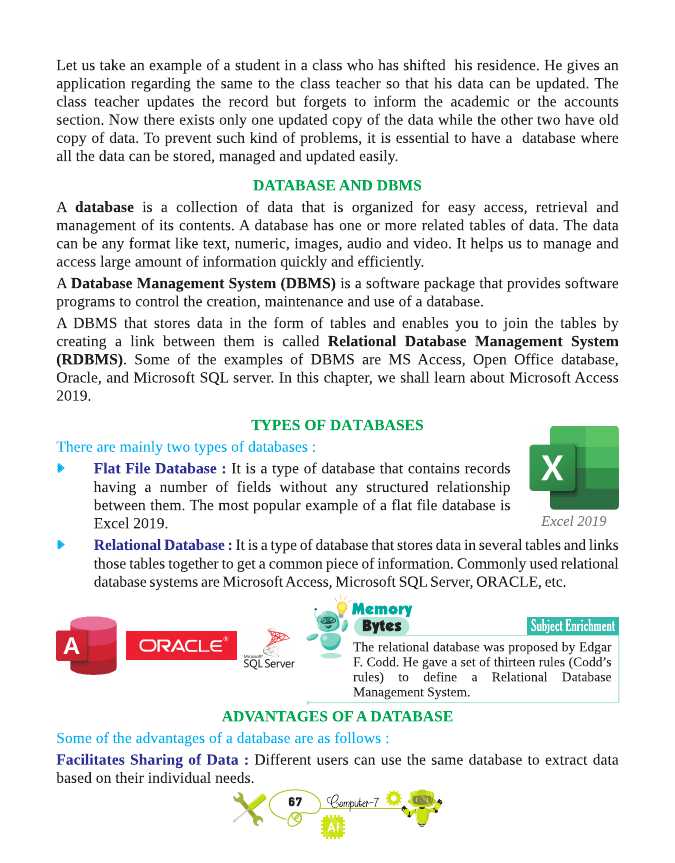 Let us take an example of a student in a class who has shifted his residence. He gives an
application regarding the same to the class teacher so that his data can be updated. The
class teacher updates the record but forgets to inform the academic or the accounts
section. Now there exists only one updated copy of the data while the other two have old
copy of data. To prevent such kind of problems, it is essential to have a database where
all the data can be stored, managed and updated easily.
DATABASE AND DBMS
A database is a collection of data that is organized for easy access, retrieval and
management of its contents. A database has one or more related tables of data. The data
can be any format like text, numeric, images, audio and video. It helps us to manage and
access large amount of information quickly and efficiently.
A Database Management System (DBMS) is a software package that provides software
programs to control the creation, maintenance and use of a database.
A DBMS that stores data in the form of tables and enables you to join the tables by
creating a link between them is called Relational Database Management System
(RDBMS). Some of the examples of DBMS are MS Access, Open Office database,
Oracle, and Microsoft SQL server. In this chapter, we shall learn about Microsoft Access
2019.
TYPES OF DATABASES
There are mainly two types of databases :
Flat File Database : It is a type of database that contains records
having a number of fields without any structured relationship
between them. The most popular example of a flat file database is
Excel 2019.
X
Excel 2019
Relational Database : It is a type of database that stores data in several tables and links
those tables together to get a common piece of information. Commonly used relational
database systems are Microsoft Access, Microsoft SQL Server, ORACLE, etc.
A
ORACLE®
Microsoft®
SQL Server
Memory
Bytes
Subject Enrichment
The relational database was proposed by Edgar
F. Codd. He gave a set of thirteen rules (Codd's
rules) to define a Relational Database
Management System.
ADVANTAGES OF A DATABASE
Some of the advantages of a database are as follows :
Facilitates Sharing of Data : Different users can use the same database to extract data
based on their individual needs.
67
Computer-7
AI